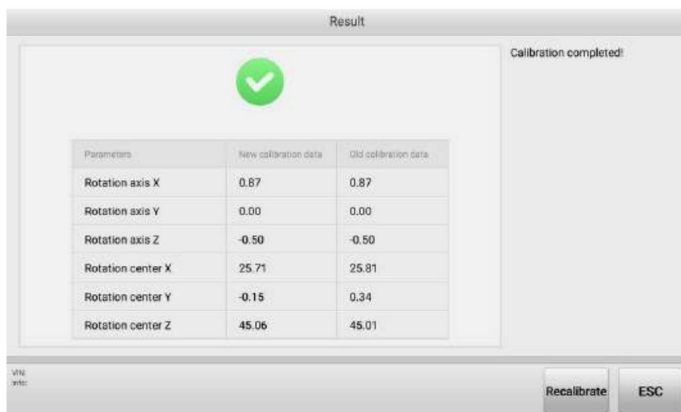 Result
Calibration completed!
Parameters New calibration data Old calibration data
Rotation axis X 0.87 0.87
Rotation axis Y 0.00 0.00
Rotation axis Z -0.50 -0.50
Rotation center X 25.71 25.81
Rotation center Y -0.15 0.34
Rotation center Z 45.06 45.01
VIN:
Info:
Recalibrate ESC